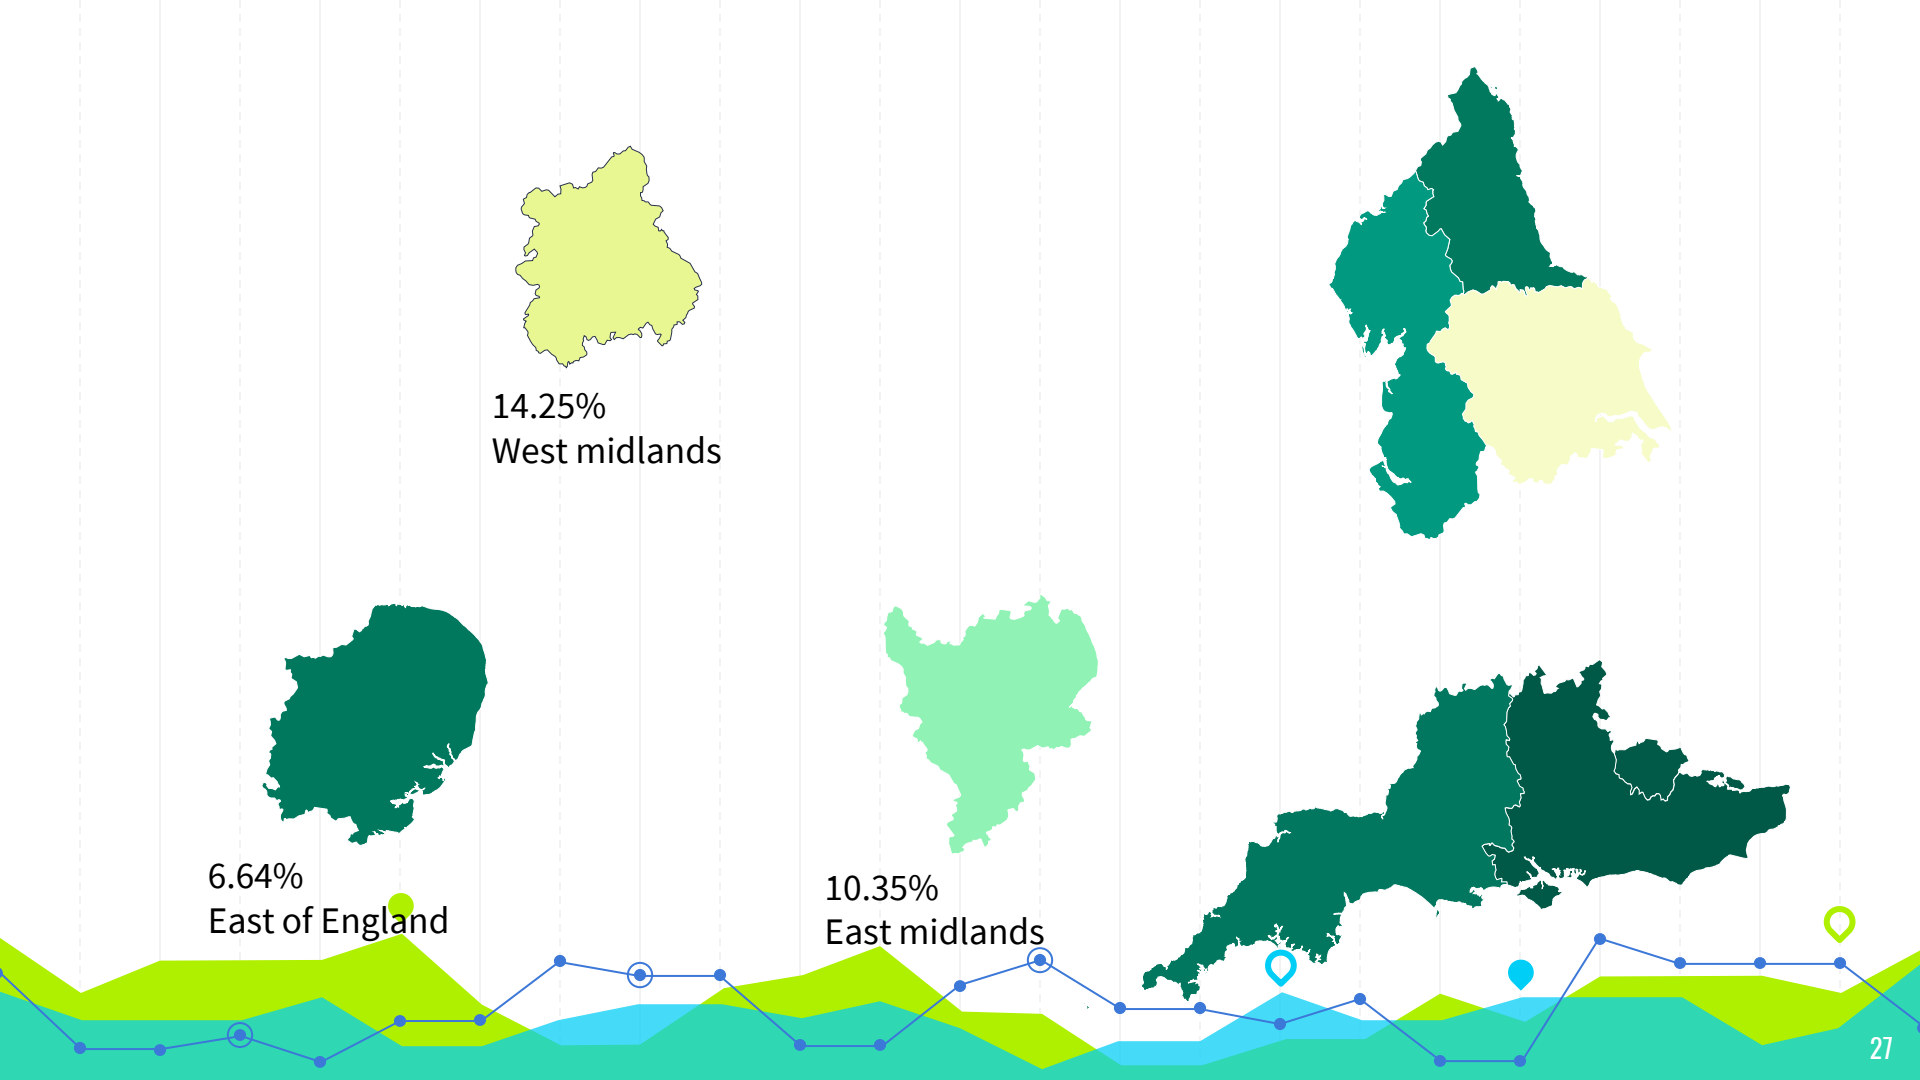 14.25%
West midlands
6.64%
East of England
10.35%
East midlands
27